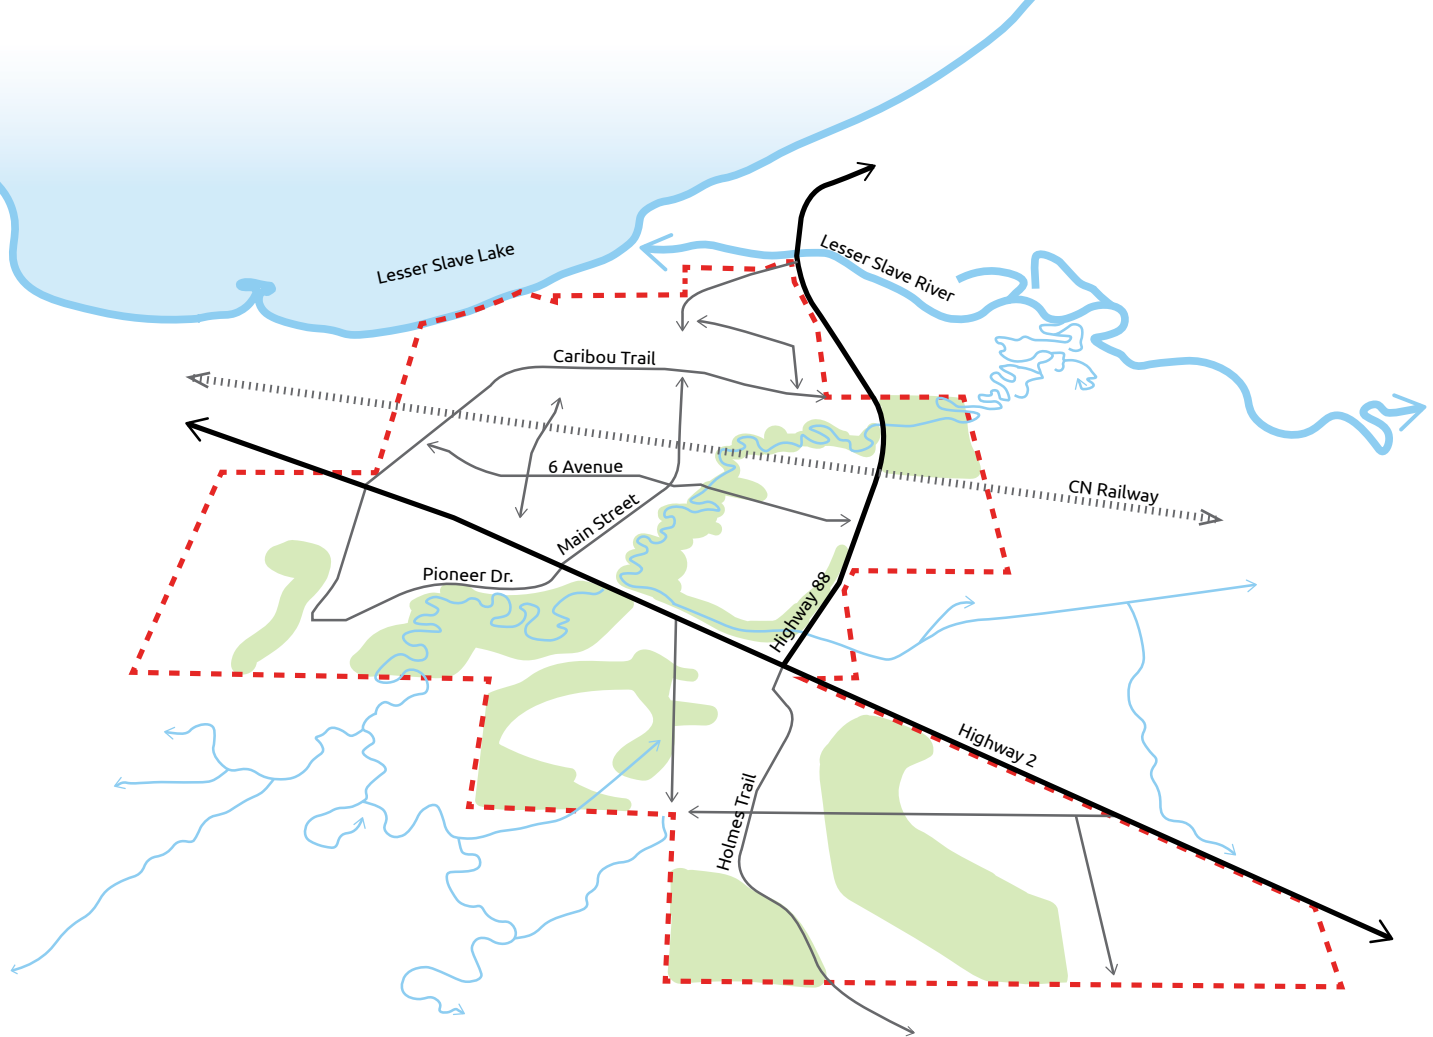 Lesser Slave Lake
Lesser Slave River
Caribou Trail
6 Avenue
CN Railway
Main Street
Pioneer Dr.
Highway 88
Highway 2
Holmes Trail